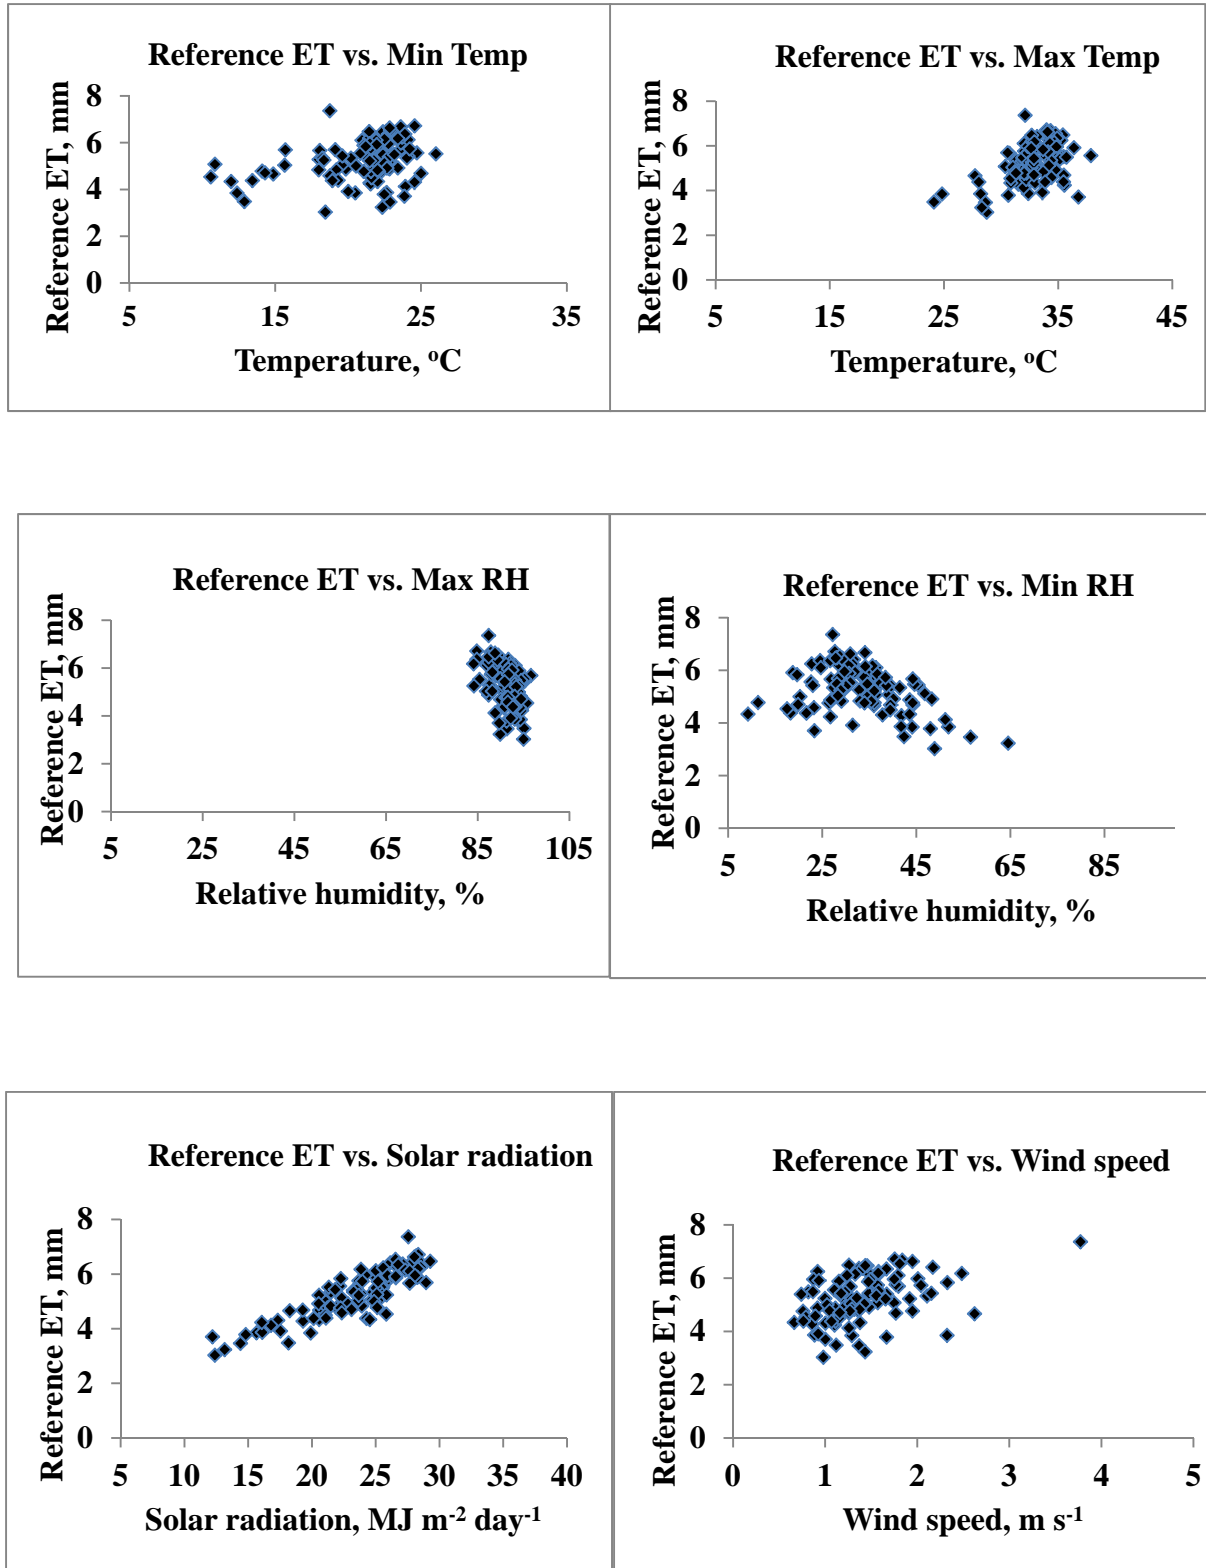 Reference ET vs. Min Temp
Reference ET, mm
8
6
4
2
0
5 15 25 35
Temperature, ºC
Reference ET vs. Max Temp
Reference ET, mm
8
6
4
2
0
5 15 25 35 45
Temperature, ºC
Reference ET vs. Max RH
Reference ET, mm
8
6
4
2
0
5 25 45 65 85 105
Relative humidity, %
Reference ET vs. Min RH
Reference ET, mm
8
6
4
2
0
5 25 45 65 85
Relative humidity, %
Reference ET vs. Solar radiation
Reference ET, mm
8
6
4
2
0
5 10 15 20 25 30 35 40
Solar radiation, MJ m⁻² day⁻¹
Reference ET vs. Wind speed
Reference ET, mm
8
6
4
2
0
0 1 2 3 4 5
Wind speed, m s⁻¹